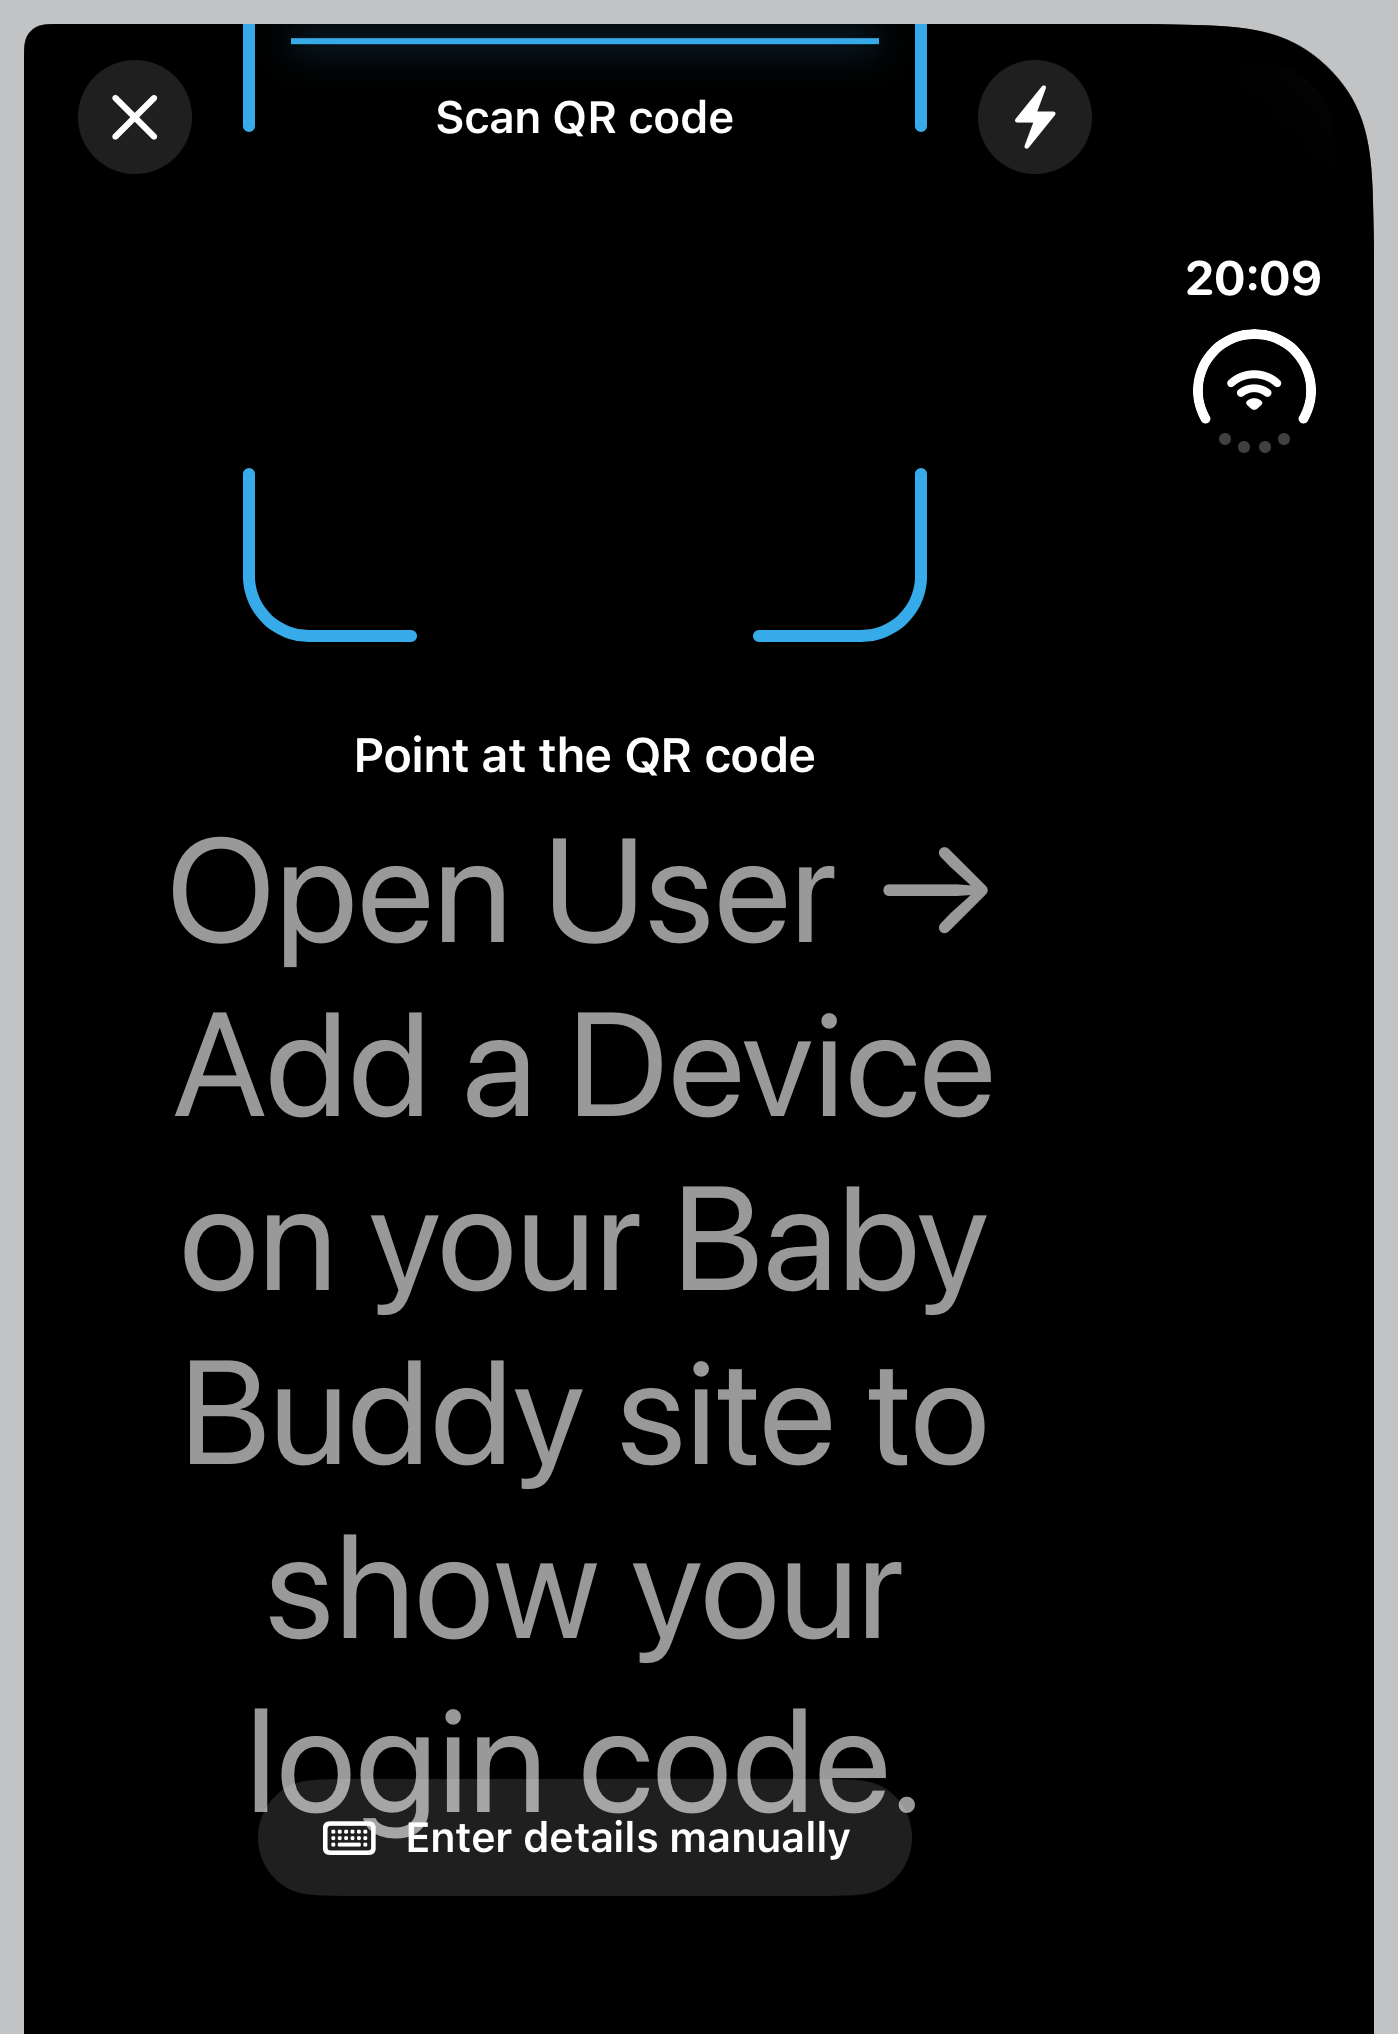 Scan QR code
20:09
Point at the QR code
Open User →
Add a Device
on your Baby
Buddy site to
show your
login code.
Enter details manually